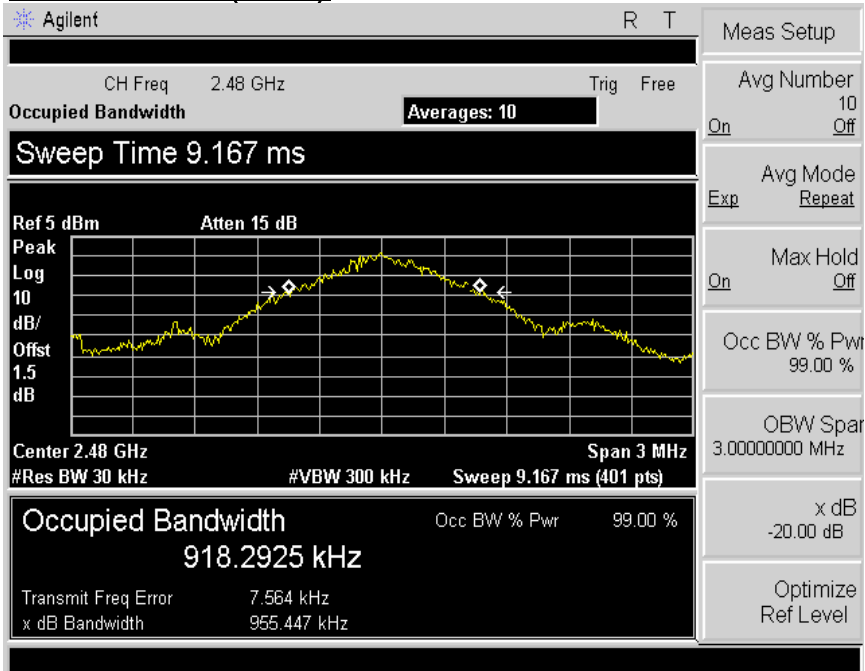 Agilent R T
CH Freq 2.48 GHz Trig Free
Occupied Bandwidth Averages: 10
Sweep Time 9.167 ms
Ref 5 dBm Atten 15 dB
Peak
Log
10
dB/
Offst
1.5
dB
Center 2.48 GHz Span 3 MHz
#Res BW 30 kHz #VBW 300 kHz Sweep 9.167 ms (401 pts)
Occupied Bandwidth Occ BW % Pwr 99.00 %
918.2925 kHz
Transmit Freq Error 7.564 kHz
x dB Bandwidth 955.447 kHz
Meas Setup
Avg Number
10
On Off
Avg Mode
Exp Repeat
Max Hold
On Off
Occ BW % Pwr
99.00 %
OBW Span
3.00000000 MHz
x dB
-20.00 dB
Optimize
Ref Level